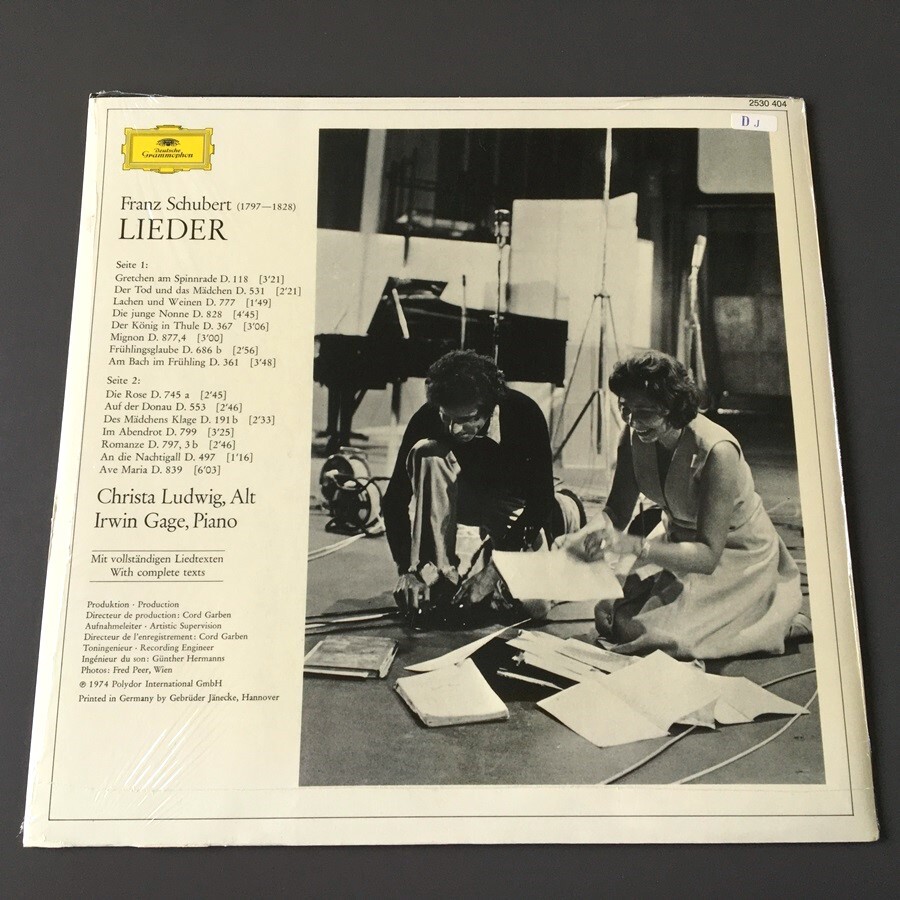 2530 404
D J
Deutsche
Grammophon
Franz Schubert (1797—1828)
LIEDER
Seite 1:
Gretchen am Spinnrade D. 118 [3'21]
Der Tod und das Mädchen D. 531 [2'21]
Lachen und Weinen D. 777 [1'49]
Die junge Nonne D. 828 [4'45]
Der König in Thule D. 367 [3'06]
Mignon D. 877,4 [3'00]
Frühlingsglaube D. 686 b [2'56]
Am Bach im Frühling D. 361 [3'48]
Seite 2:
Die Rose D. 745 a [2'45]
Auf der Donau D. 553 [2'46]
Des Mädchens Klage D. 191 b [2'33]
Im Abendrot D. 799 [3'25]
Romanze D. 797, 3 b [2'46]
An die Nachtigall D. 497 [1'16]
Ave Maria D. 839 [6'03]
Christa Ludwig, Alt
Irwin Gage, Piano
Mit vollständigen Liedtexten
With complete texts
Produktion · Production
Directeur de production: Cord Garben
Aufnahmeleiter · Artistic Supervision
Directeur de l'enregistrement: Cord Garben
Toningenieur · Recording Engineer
Ingénieur du son: Günther Hermanns
Photos: Fred Peer, Wien
℗ 1974 Polydor International GmbH
Printed in Germany by Gebrüder Jänecke, Hannover